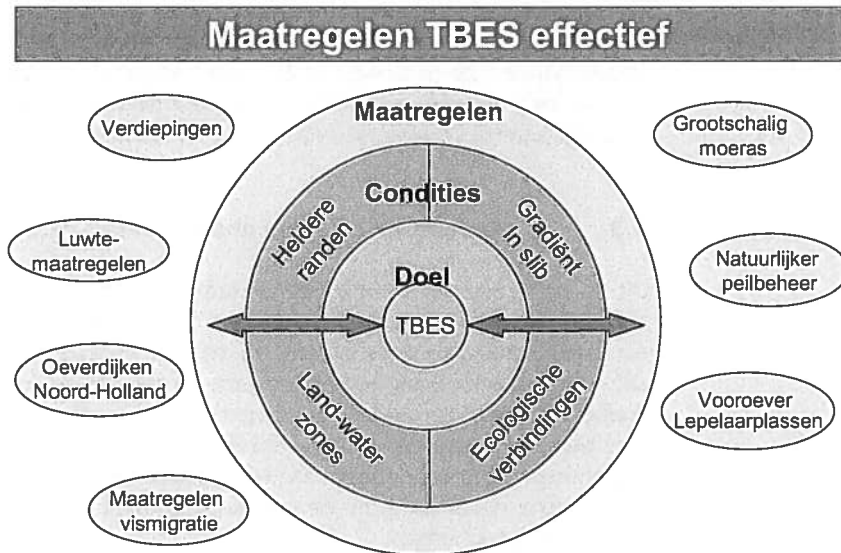 Maatregelen TBES effectief
Verdiepingen
Luwte-
maatregelen
Oeverdijken
Noord-Holland
Maatregelen
vismigratie
Maatregelen
Condities
Heldere
randen
Gradiënt
in slib
Doel
TBES
Land-water
zones
Ecologische
verbindingen
Grootschalig
moeras
Natuurlijker
peilbeheer
Vooroever
Lepelaarplassen